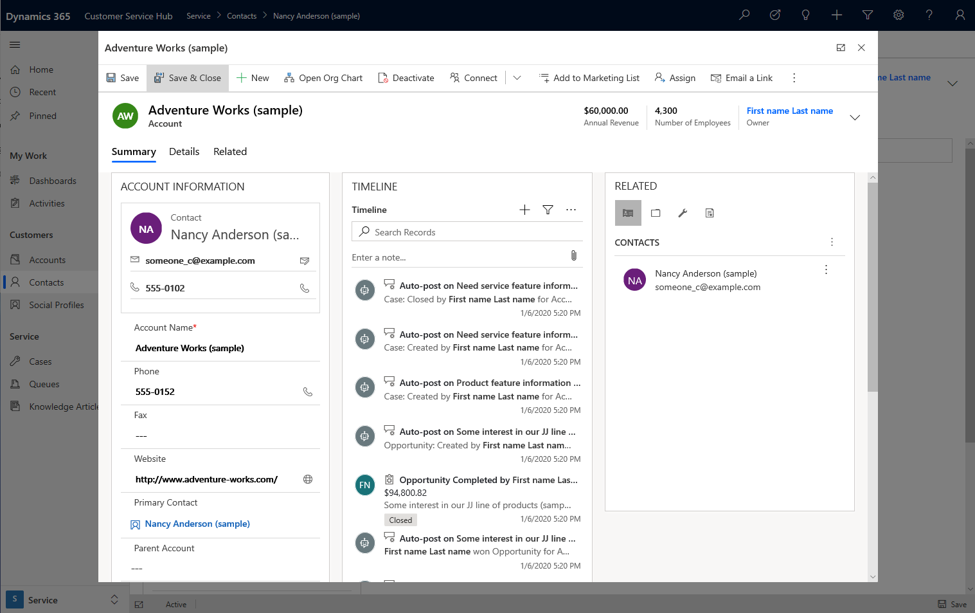 Dynamics 365 Customer Service Hub Service > Contacts > Nancy Anderson (sample)
Home
Recent
Pinned
My Work
Dashboards
Activities
Customers
Accounts
Contacts
Social Profiles
Service
Cases
Queues
Knowledge Article
S Service
Adventure Works (sample)
Save Save & Close New Open Org Chart Deactivate Connect Add to Marketing List Assign Email a Link
AW
Adventure Works (sample)
Account
$60,000.00
Annual Revenue
4,300
Number of Employees
First name Last name
Owner
Summary Details Related
ACCOUNT INFORMATION
NA
Contact
Nancy Anderson (sa...
someone_c@example.com
555-0102
Account Name*
Adventure Works (sample)
Phone
555-0152
Fax
---
Website
http://www.adventure-works.com/
Primary Contact
Nancy Anderson (sample)
Parent Account
---
TIMELINE
Timeline
Search Records
Enter a note...
Auto-post on Need service feature inform...
Case: Closed by First name Last name for Acc...
1/6/2020 5:20 PM
Auto-post on Need service feature inform...
Case: Created by First name Last name for Ac...
1/6/2020 5:20 PM
Auto-post on Product feature information ...
Case: Created by First name Last name for Ac...
1/6/2020 5:20 PM
Auto-post on Some interest in our JJ line ...
Opportunity: Created by First name Last nam...
1/6/2020 5:20 PM
FN
Opportunity Completed by First name Las...
$94,800.82
Some interest in our JJ line of products (samp...
Closed
1/6/2020 5:20 PM
Auto-post on Some interest in our JJ line ...
First name Last name won Opportunity for A...
1/6/2020 5:20 PM
RELATED
CONTACTS
NA
Nancy Anderson (sample)
someone_c@example.com
me Last name
Active
Save